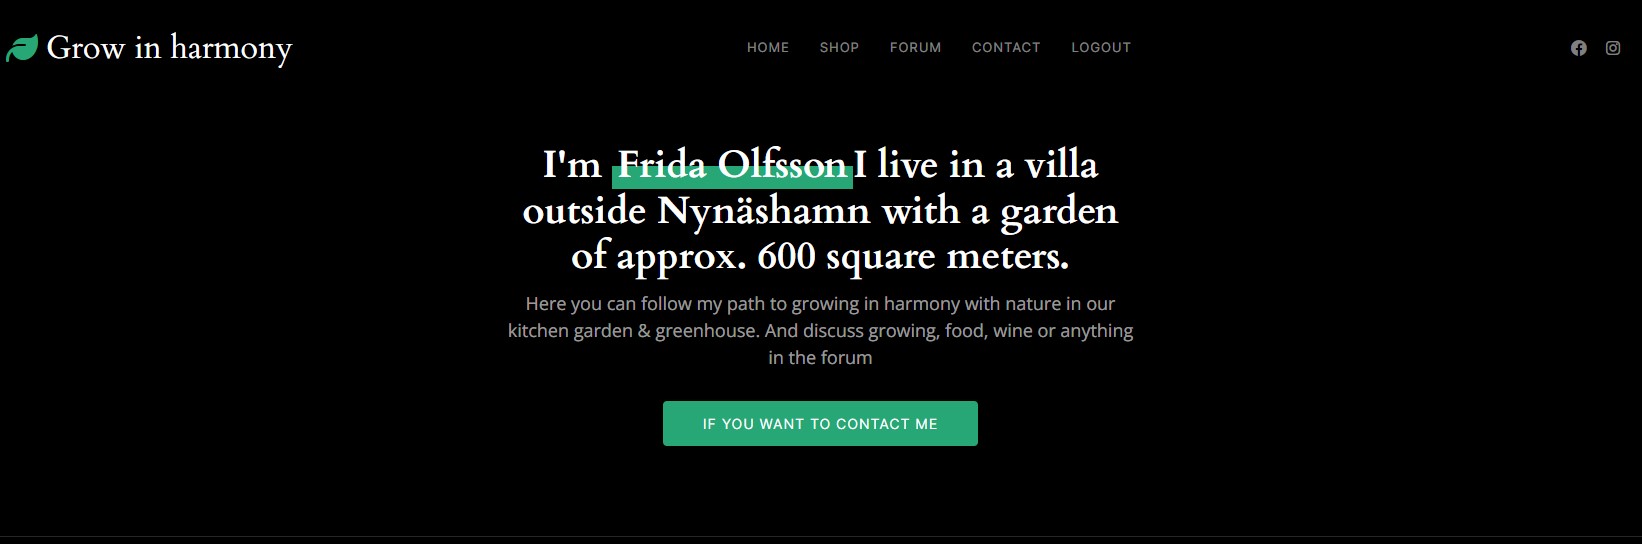 Grow in harmony
HOME SHOP FORUM CONTACT LOGOUT
I'm Frida Olfsson I live in a villa
outside Nynäshamn with a garden
of approx. 600 square meters.
Here you can follow my path to growing in harmony with nature in our
kitchen garden & greenhouse. And discuss growing, food, wine or anything
in the forum
IF YOU WANT TO CONTACT ME